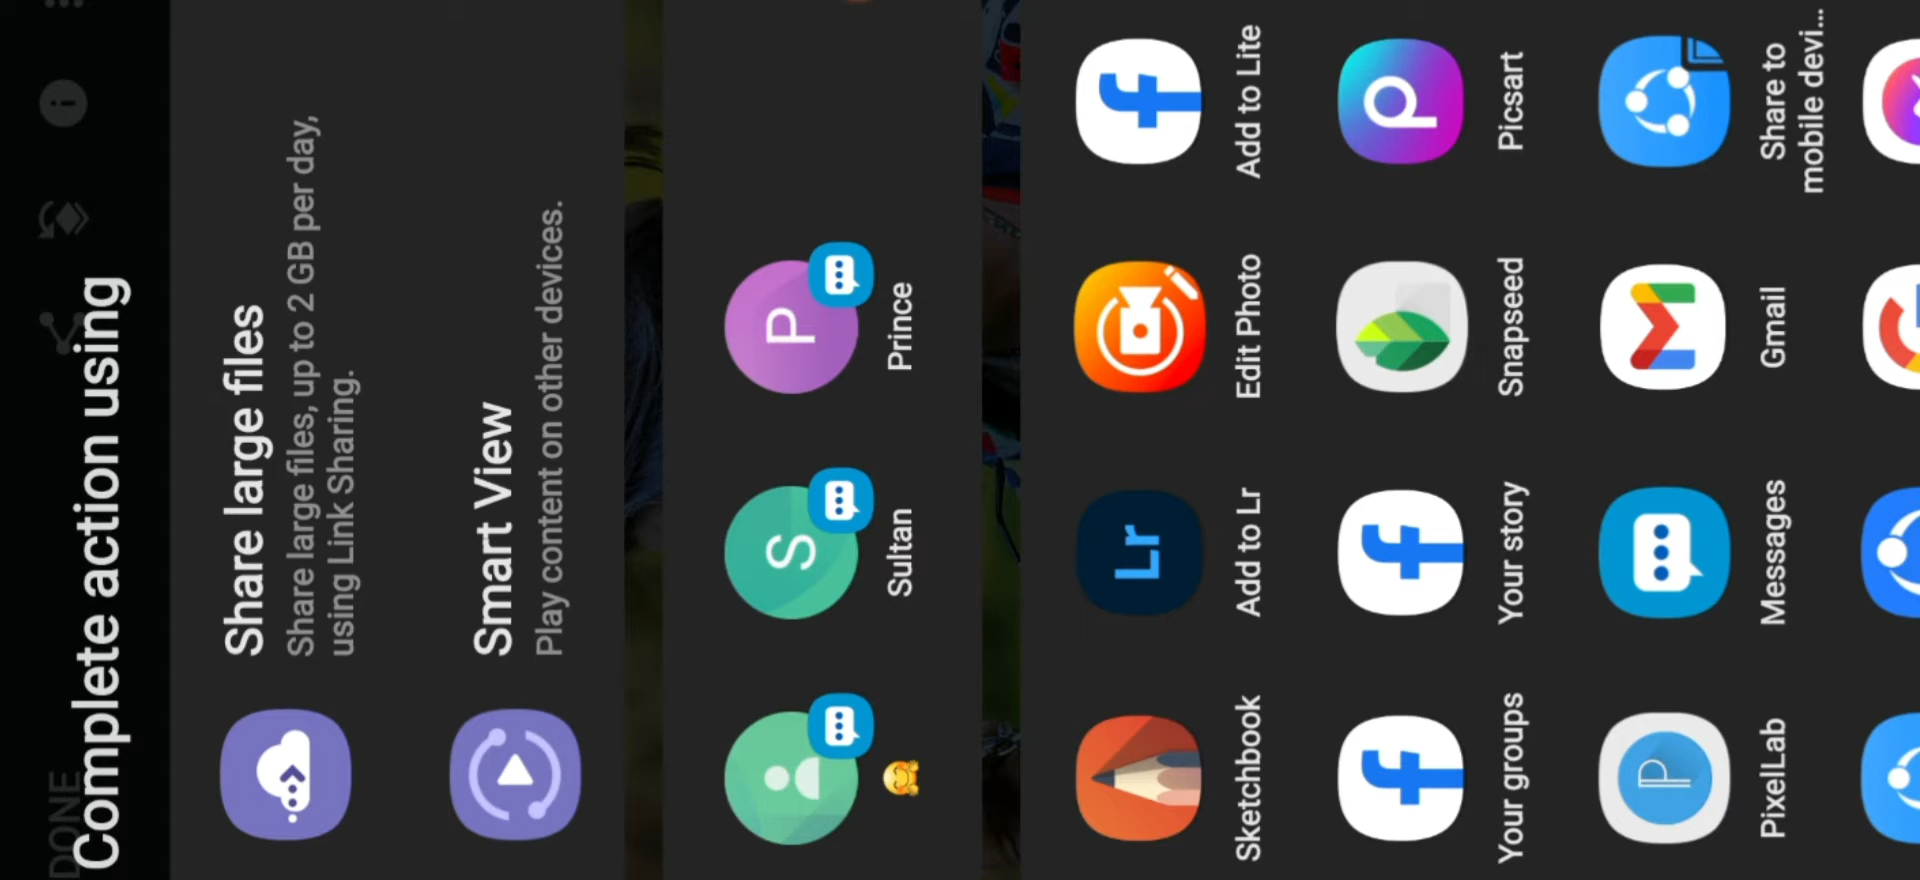 DONE
Complete action using
Share large files
Share large files, up to 2 GB per day,
using Link Sharing.
Smart View
Play content on other devices.
S
P
Sultan
Prince
Lr
Sketchbook
Add to Lr
Edit Photo
Add to Lite
Your groups
Your story
Snapseed
Picsart
P
PixelLab
Messages
Gmail
Share to
mobile devi...